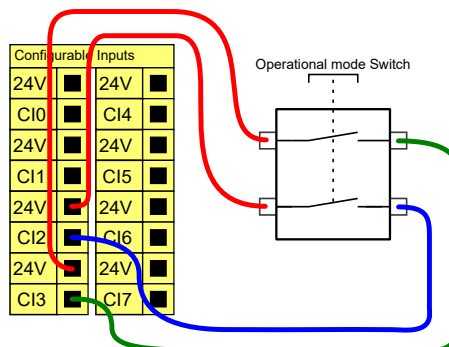 Configurable Inputs
Operational mode Switch
24V 24V
CI0 CI4
24V 24V
CI1 CI5
24V 24V
CI2 CI6
24V 24V
CI3 CI7